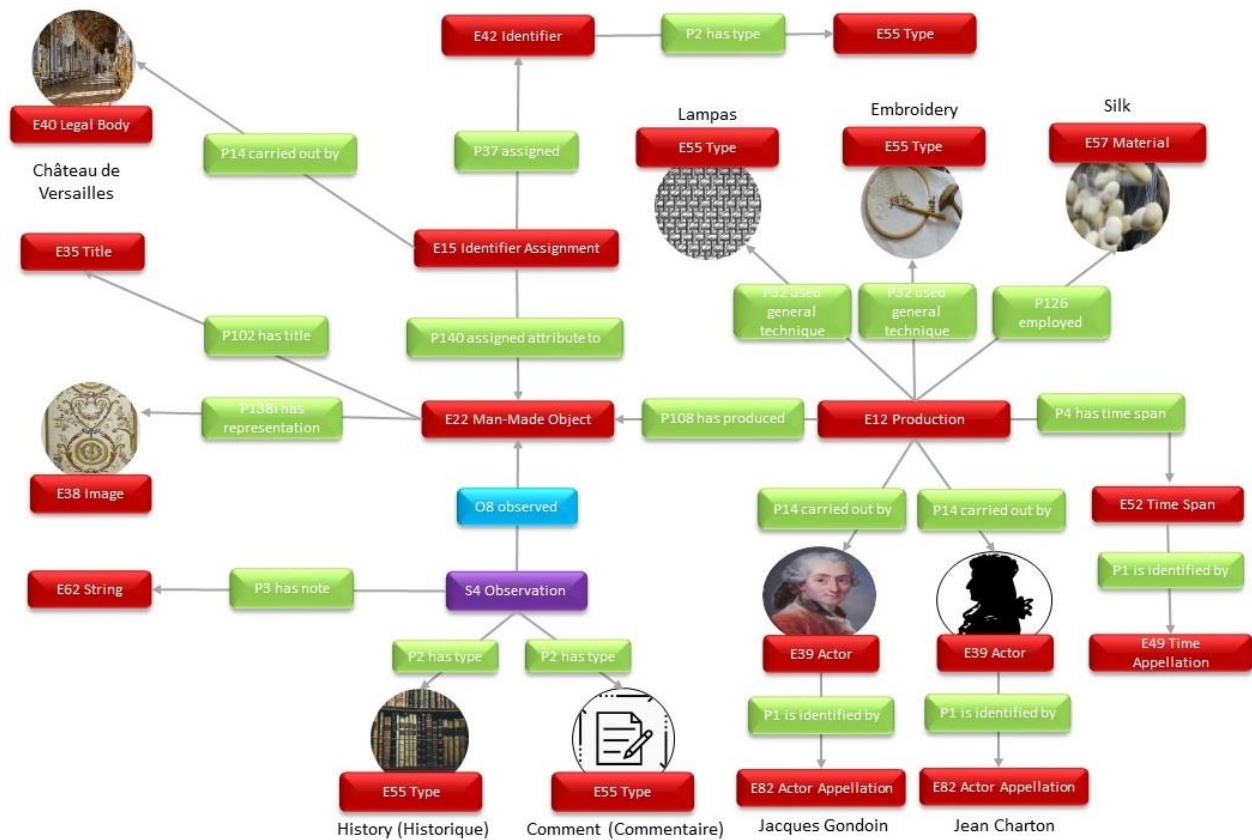 E42 Identifier
P2 has type
E55 Type
E40 Legal Body
Château de
Versailles
P14 carried out by
P37 assigned
Lampas
E55 Type
Embroidery
E55 Type
Silk
E57 Material
E35 Title
E15 Identifier Assignment
P102 has title
P140 assigned attribute to
P32 used
general
technique
P32 used
general
technique
P126
employed
P138i has
representation
E22 Man-Made Object
P108 has produced
E12 Production
P4 has time span
E38 Image
O8 observed
P14 carried out by
P14 carried out by
E52 Time Span
E62 String
P3 has note
S4 Observation
P1 is identified by
P2 has type
P2 has type
E39 Actor
E39 Actor
E49 Time
Appellation
P1 is identified by
P1 is identified by
E55 Type
E55 Type
E82 Actor Appellation
E82 Actor Appellation
History (Historique)
Comment (Commentaire)
Jacques Gondoin
Jean Charton